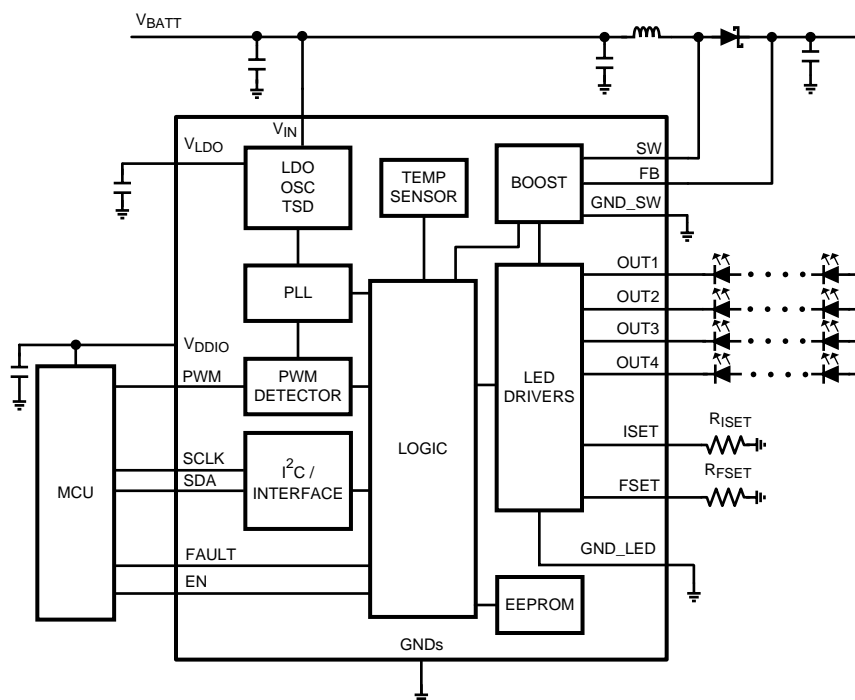 VBATT
VLDO
VIN
LDO
OSC
TSD
TEMP
SENSOR
BOOST
SW
FB
GND_SW
PLL
OUT1
OUT2
OUT3
OUT4
VDDIO
PWM
PWM
DETECTOR
LED
DRIVERS
LOGIC
ISET
RISET
FSET
RFSET
MCU
SCLK
SDA
I2C /
INTERFACE
GND_LED
FAULT
EN
EEPROM
GNDs